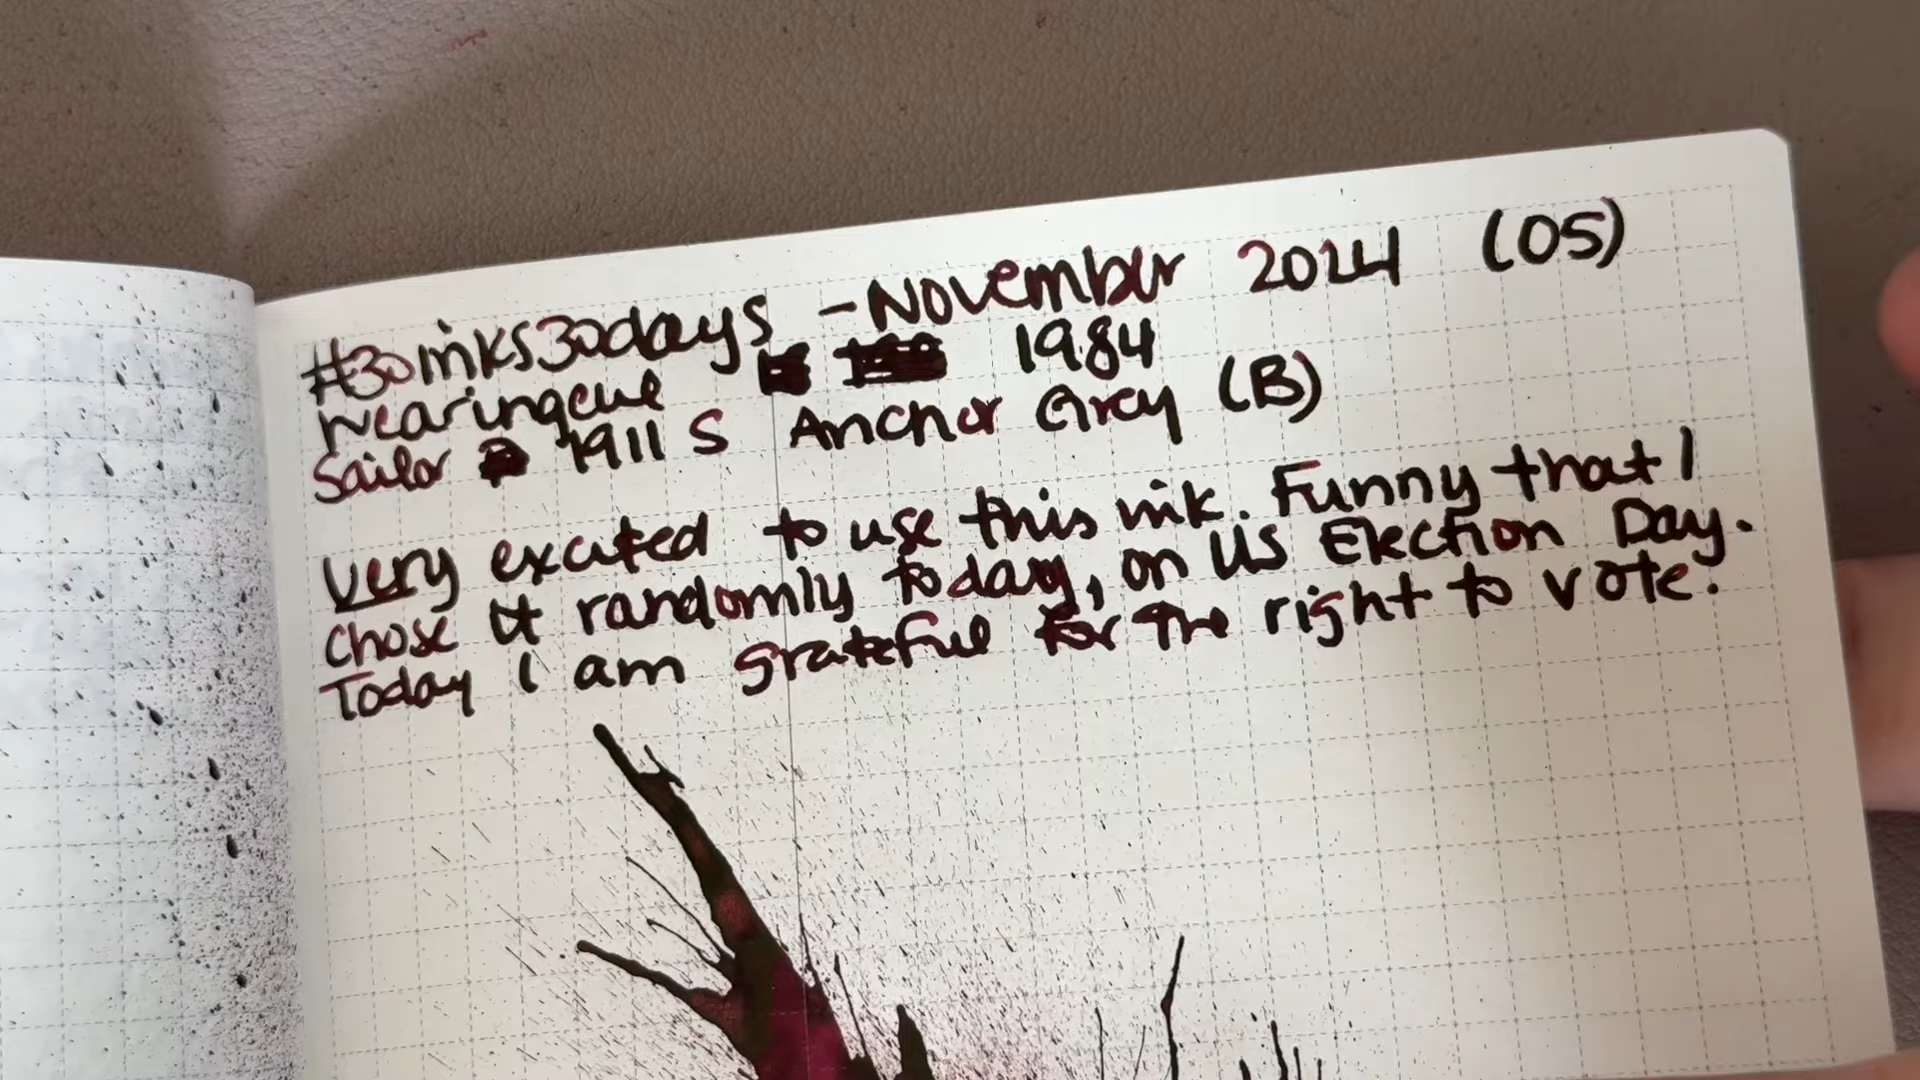 #30inks30days - November 2024 (05)
Wearingeul 1984
Sailor 1911 S Anchor Grey (B)
Very excited to use this ink. Funny that I
chose it randomly today, on US Election Day.
Today I am grateful for the right to vote.